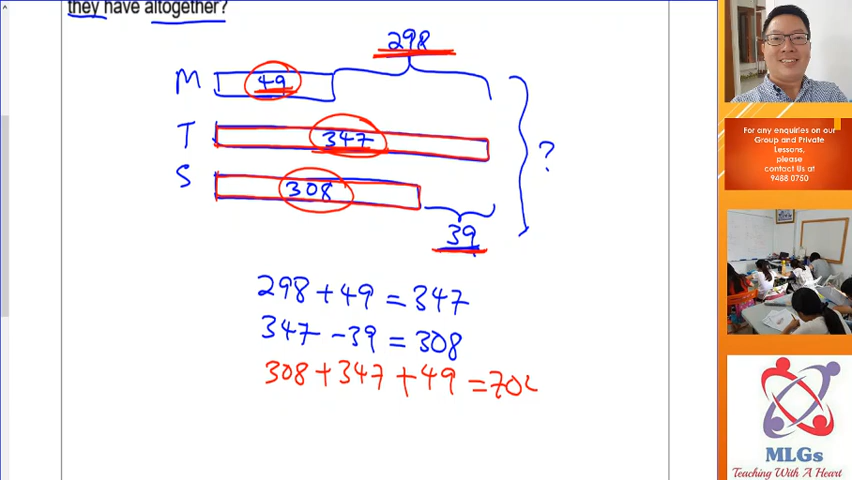 they have altogether?
298
M 49
T 347
?
S 308
39
298 + 49 = 347
347 - 39 = 308
308 + 347 + 49 = 704
For any enquiries on our
Group and Private
Lessons,
please
contact Us at
9488 0750
MLGs
Teaching With A Heart